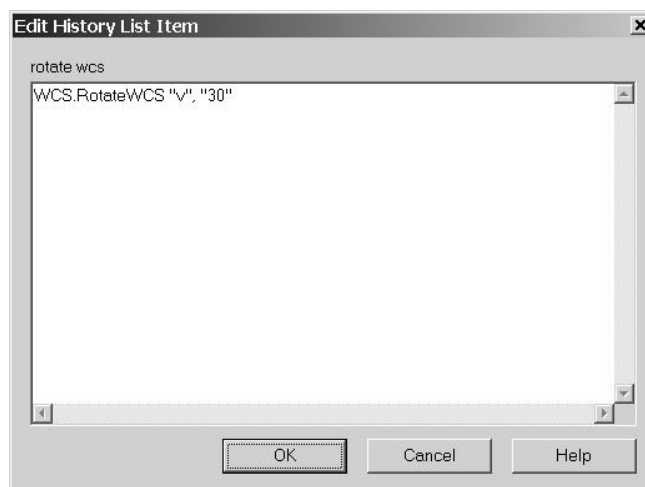 Edit History List Item
rotate wcs
WCS.RotateWCS "v", "30"
OK
Cancel
Help